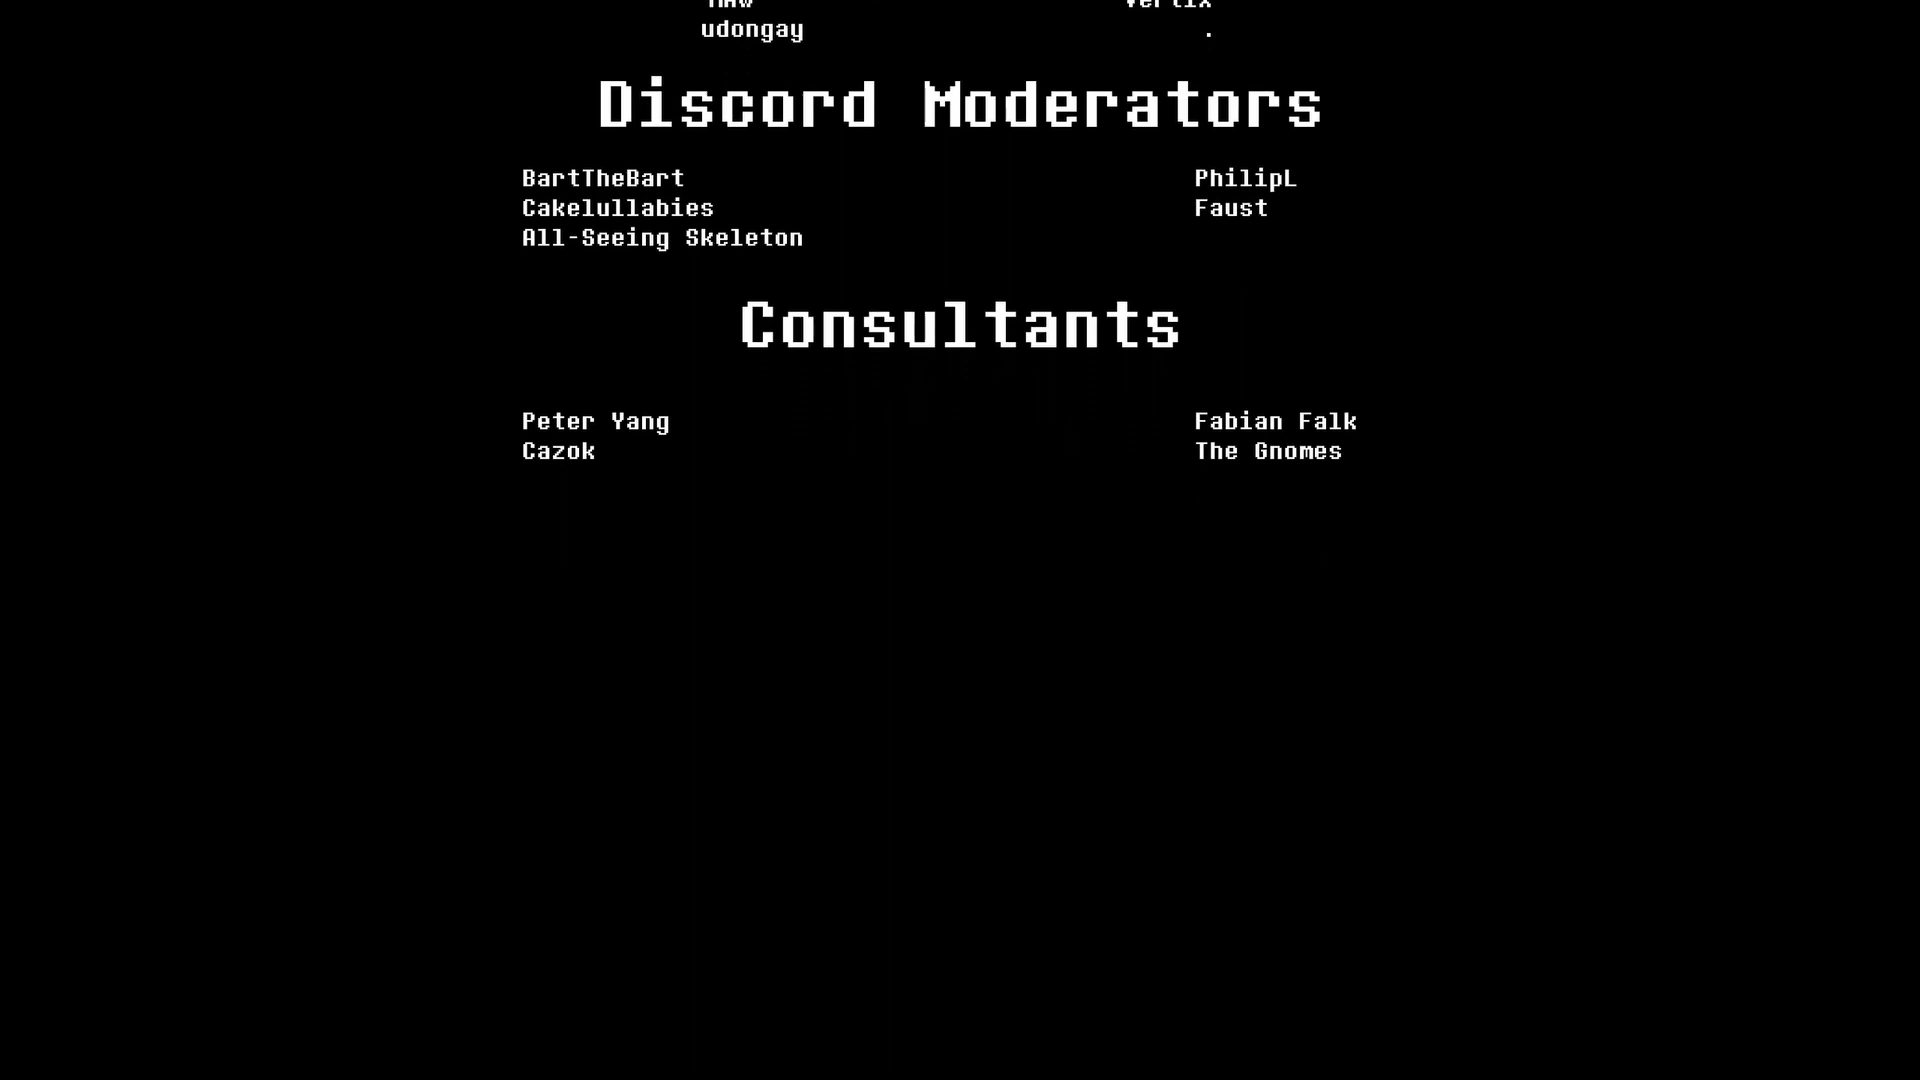 udongay .
Discord Moderators
BartTheBart PhilipL
Cakelullabies Faust
All-Seeing Skeleton
Consultants
Peter Yang Fabian Falk
Cazok The Gnomes